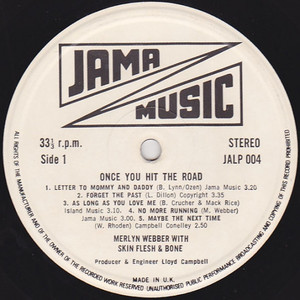 JAMA
MUSIC
33⅓ r.p.m.
STEREO
Side 1
JALP 004
ONCE YOU HIT THE ROAD
1. LETTER TO MOMMY AND DADDY (B. Lynn/Ozen) Jama Music 3.20
2. FORGET THE PAST (L. Dillon) Copyright 3.35
3. AS LONG AS YOU LOVE ME (B. Crucher & Mack Rice)
Island Music 3.10 4. NO MORE RUNNING (M. Webber)
Jama Music 3.15 5. MAYBE THE NEXT TIME
(W. Rhoden) Campbell Conelley 2.50
MERLYN WEBBER WITH
SKIN FLESH & BONE
Producer & Engineer Lloyd Campbell
MADE IN U.K.
ALL RIGHTS OF THE MANUFACTURER AND OF THE OWNER OF THE RECORDED WORK RESERVED UNAUTHORISED PUBLIC PERFORMANCE BROADCASTING AND COPYING OF THIS RECORD PROHIBITED